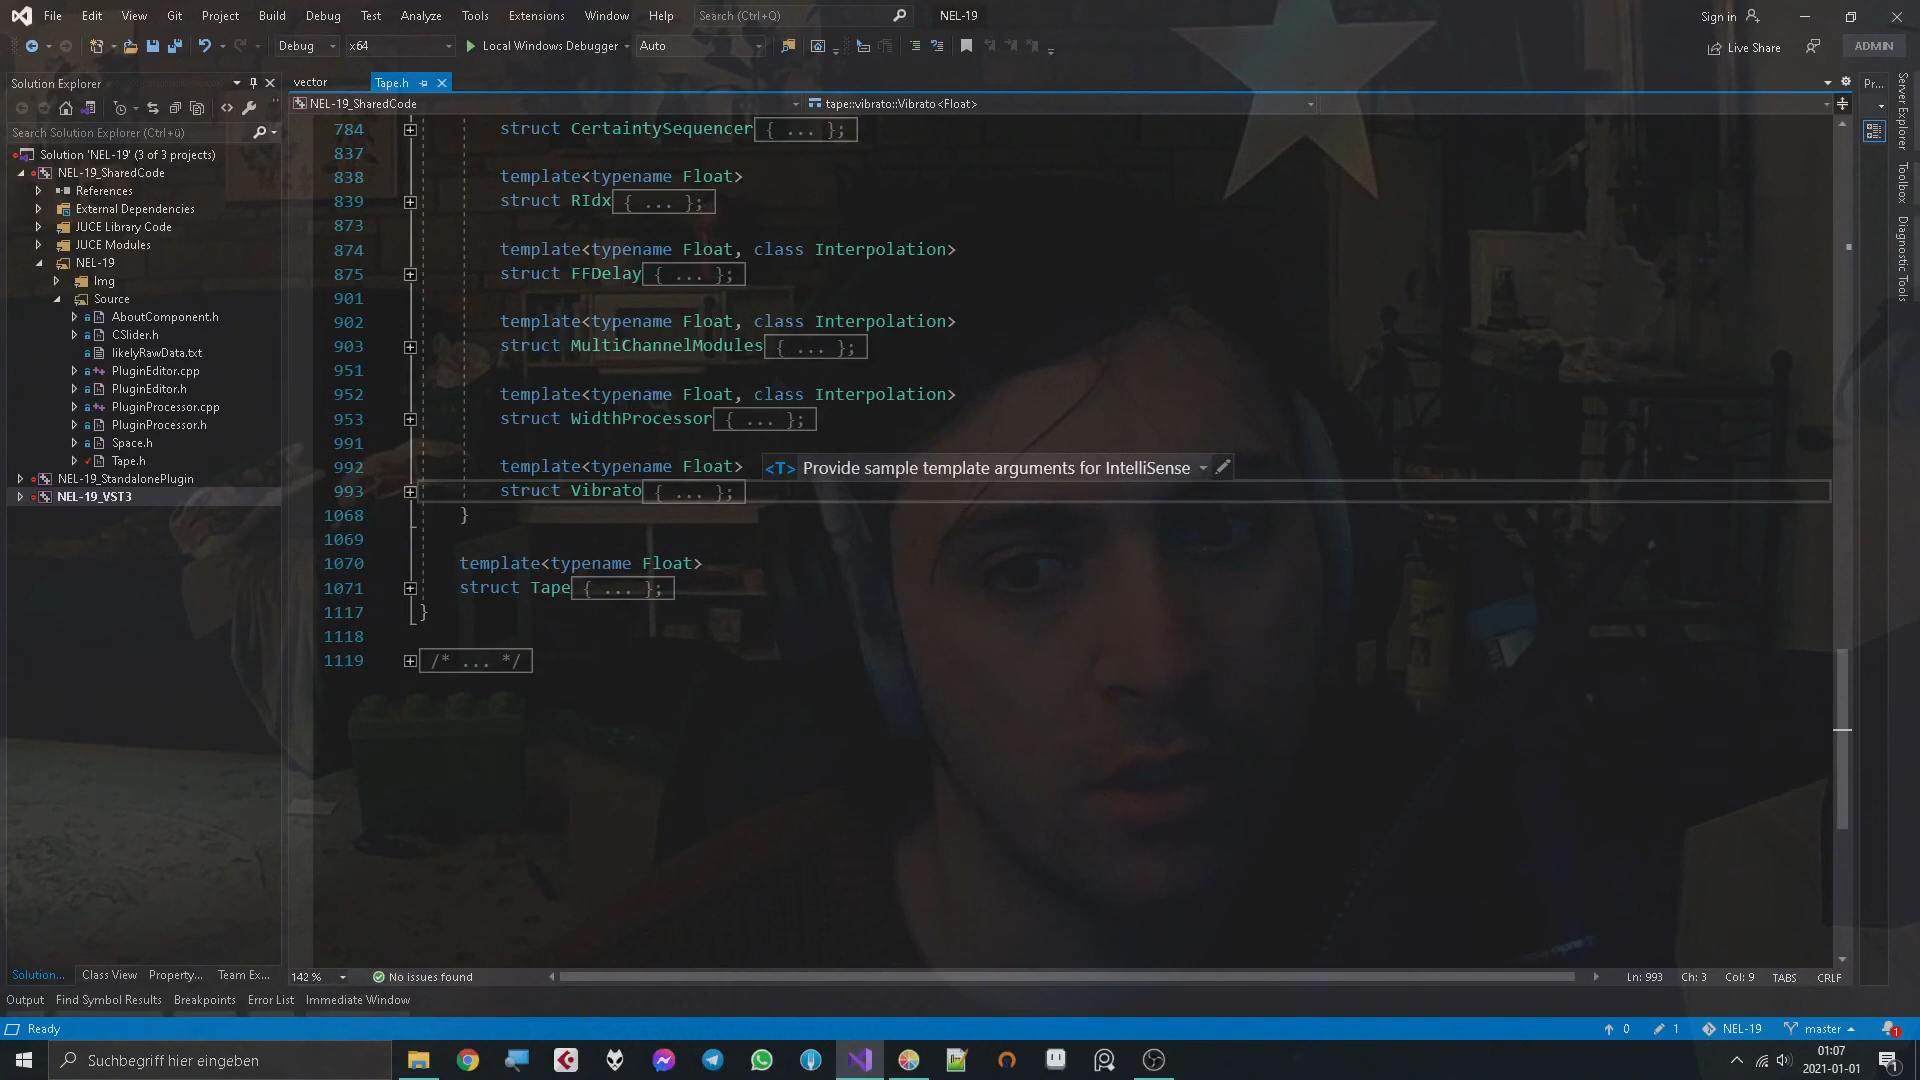 File Edit View Git Project Build Debug Test Analyze Tools Extensions Window Help Search (Ctrl+Q) NEL-19 Sign in
Debug x64 Local Windows Debugger Auto Live Share ADMIN
Solution Explorer
vector Tape.h
Pr...
NEL-19_SharedCode tape::vibrato::Vibrato<Float>
Search Solution Explorer (Ctrl+ü)
Solution 'NEL-19' (3 of 3 projects)
NEL-19_SharedCode
References
External Dependencies
JUCE Library Code
JUCE Modules
NEL-19
Img
Source
AboutComponent.h
CSlider.h
likelyRawData.txt
PluginEditor.cpp
PluginEditor.h
PluginProcessor.cpp
PluginProcessor.h
Space.h
Tape.h
NEL-19_StandalonePlugin
NEL-19_VST3
784 struct CertaintySequencer { ... };
837
838 template<typename Float>
839 struct RIdx { ... };
873
874 template<typename Float, class Interpolation>
875 struct FFDelay { ... };
901
902 template<typename Float, class Interpolation>
903 struct MultiChannelModules { ... };
951
952 template<typename Float, class Interpolation>
953 struct WidthProcessor { ... };
991
992 template<typename Float> <T> Provide sample template arguments for IntelliSense
993 struct Vibrato { ... };
1068 }
1069
1070 template<typename Float>
1071 struct Tape { ... };
1117 }
1118
1119 /* ... */
Server Explorer
Toolbox
Diagnostic Tools
Solution... Class View Property... Team Ex...
142 % No issues found Ln: 993 Ch: 3 Col: 9 TABS CRLF
Output Find Symbol Results Breakpoints Error List Immediate Window
Ready 0 1 NEL-19 master 1
Suchbegriff hier eingeben
01:07
2021-01-01
1